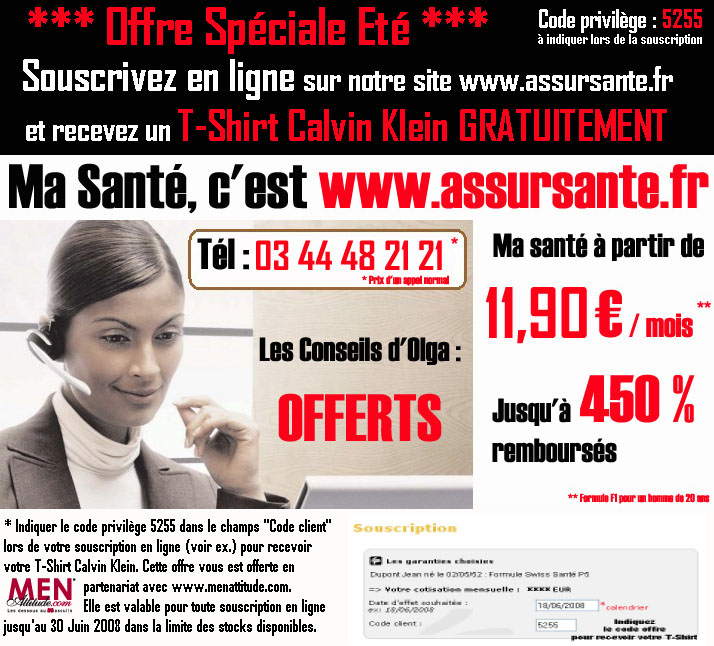 *** Offre Spéciale Eté ***
Code privilège : 5255
à indiquer lors de la souscription
Souscrivez en ligne sur notre site www.assursante.fr
et recevez un T-Shirt Calvin Klein GRATUITEMENT
Ma Santé, c'est www.assursante.fr
Tél : 03 44 48 21 21 *
* Prix d'un appel normal
Les Conseils d'Olga :
OFFERTS
Ma santé à partir de
11,90 € / mois **
Jusqu'à 450 %
remboursés
** Formule F1 pour un homme de 20 ans
* Indiquer le code privilège 5255 dans le champs "Code client"
lors de votre souscription en ligne (voir ex.) pour recevoir
votre T-Shirt Calvin Klein. Cette offre vous est offerte en
partenariat avec www.menattitude.com.
Elle est valable pour toute souscription en ligne
jusqu'au 30 Juin 2008 dans la limite des stocks disponibles.
MEN
Attitude.com
Les dessous au masculin
Souscription
Les garanties choisies
Dupont Jean né le 02/05/52 : Formule Swiss Santé P5
=> Votre cotisation mensuelle : **** EUR
Date d'effet souhaitée :
ex: 18/06/2008
18/06/2008 * calendrier
Code client :
5255
Indiquez
le code offre
pour recevoir votre T-Shirt